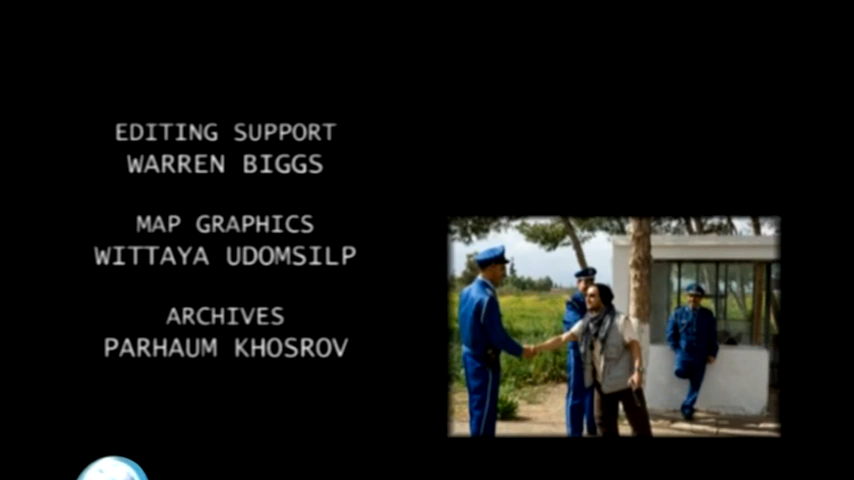 EDITING SUPPORT
WARREN BIGGS
MAP GRAPHICS
WITTAYA UDOMSILP
ARCHIVES
PARHAUM KHOSROV